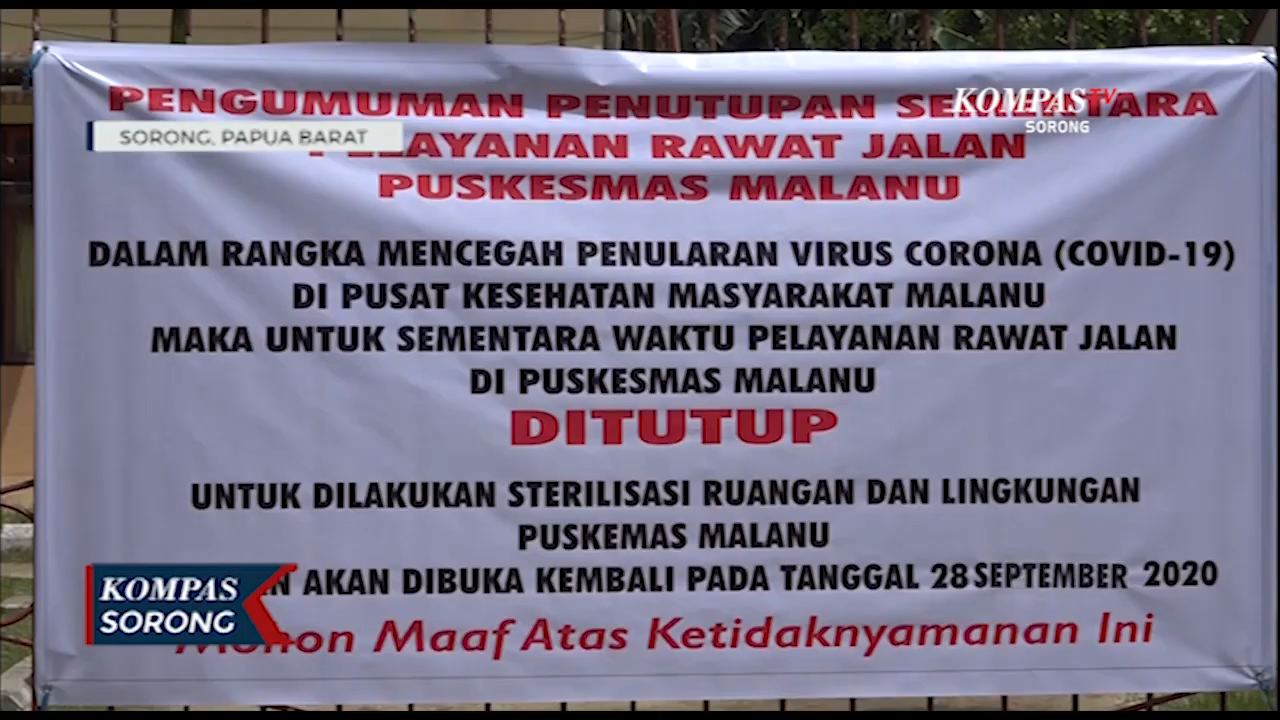 PENGUMUMAN PENUTUPAN SEMENTARA
KOMPAS TV
SORONG
SORONG, PAPUA BARAT
PELAYANAN RAWAT JALAN
PUSKESMAS MALANU
DALAM RANGKA MENCEGAH PENULARAN VIRUS CORONA (COVID-19)
DI PUSAT KESEHATAN MASYARAKAT MALANU
MAKA UNTUK SEMENTARA WAKTU PELAYANAN RAWAT JALAN
DI PUSKESMAS MALANU
DITUTUP
UNTUK DILAKUKAN STERILISASI RUANGAN DAN LINGKUNGAN
PUSKEMAS MALANU
AKAN DIBUKA KEMBALI PADA TANGGAL 28 SEPTEMBER 2020
Mohon Maaf Atas Ketidaknyamanan Ini
KOMPAS
SORONG